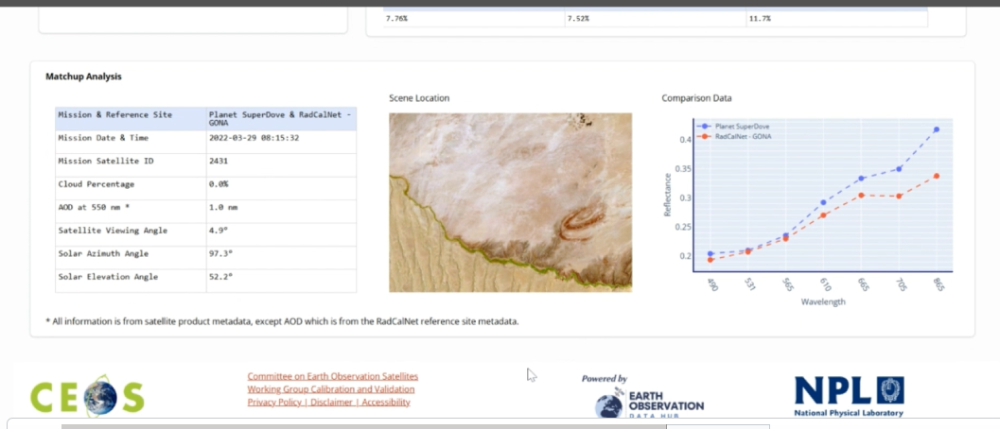 7.76% 7.52% 11.7%
Matchup Analysis
Scene Location
Comparison Data
Mission & Reference Site Planet SuperDove & RadCalNet - GONA
Mission Date & Time 2022-03-29 08:15:32
Mission Satellite ID 2431
Cloud Percentage 0.0%
AOD at 550 nm * 1.0 nm
Satellite Viewing Angle 4.9°
Solar Azimuth Angle 97.3°
Solar Elevation Angle 52.2°
Planet SuperDove
RadCalNet - GONA
0.4
0.35
0.3
0.25
0.2
Reflectance
490 531 565 610 665 705 865
Wavelength
* All information is from satellite product metadata, except AOD which is from the RadCalNet reference site metadata.
CEOS
Committee on Earth Observation Satellites
Working Group Calibration and Validation
Privacy Policy | Disclaimer | Accessibility
Powered by
EARTH
OBSERVATION
DATA HUB
NPL
National Physical Laboratory